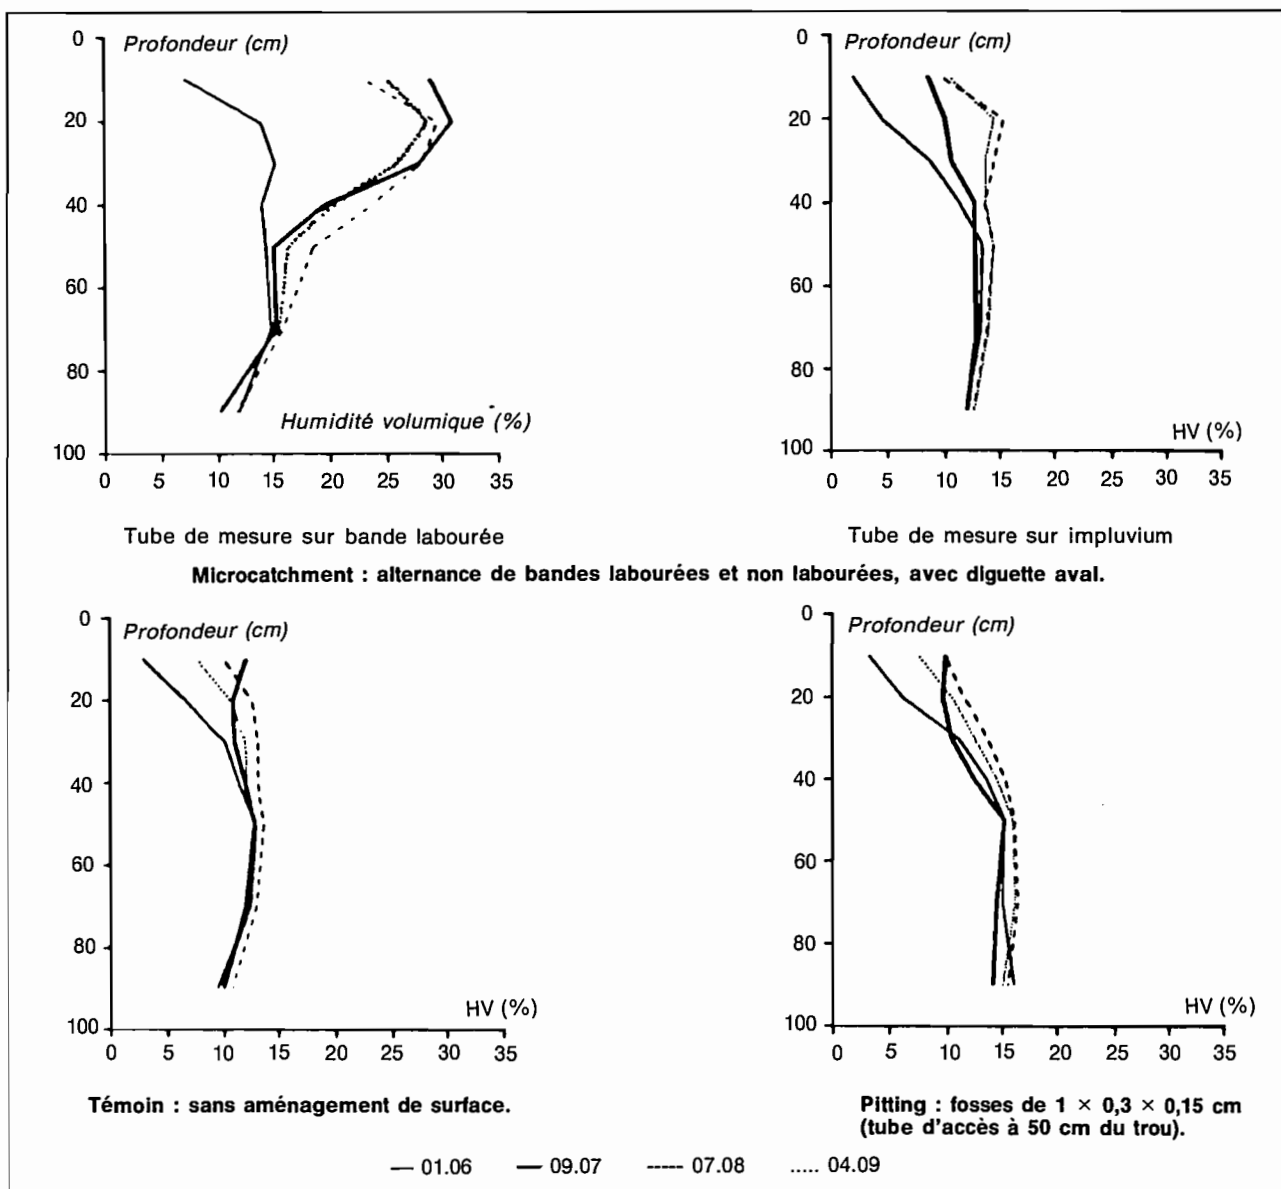 Profondeur (cm)
0
20
40
60
80
100
Humidité volumique (%)
0 5 10 15 20 25 30 35
Tube de mesure sur bande labourée
Profondeur (cm)
0
20
40
60
80
100
HV (%)
0 5 10 15 20 25 30 35
Tube de mesure sur impluvium
Microcatchment : alternance de bandes labourées et non labourées, avec diguette aval.
Profondeur (cm)
0
20
40
60
80
100
HV (%)
0 5 10 15 20 25 30 35
Témoin : sans aménagement de surface.
Profondeur (cm)
0
20
40
60
80
100
HV (%)
0 5 10 15 20 25 30 35
Pitting : fosses de 1 × 0,3 × 0,15 cm
(tube d'accès à 50 cm du trou).
— 01.06 — 09.07 ----- 07.08 ..... 04.09